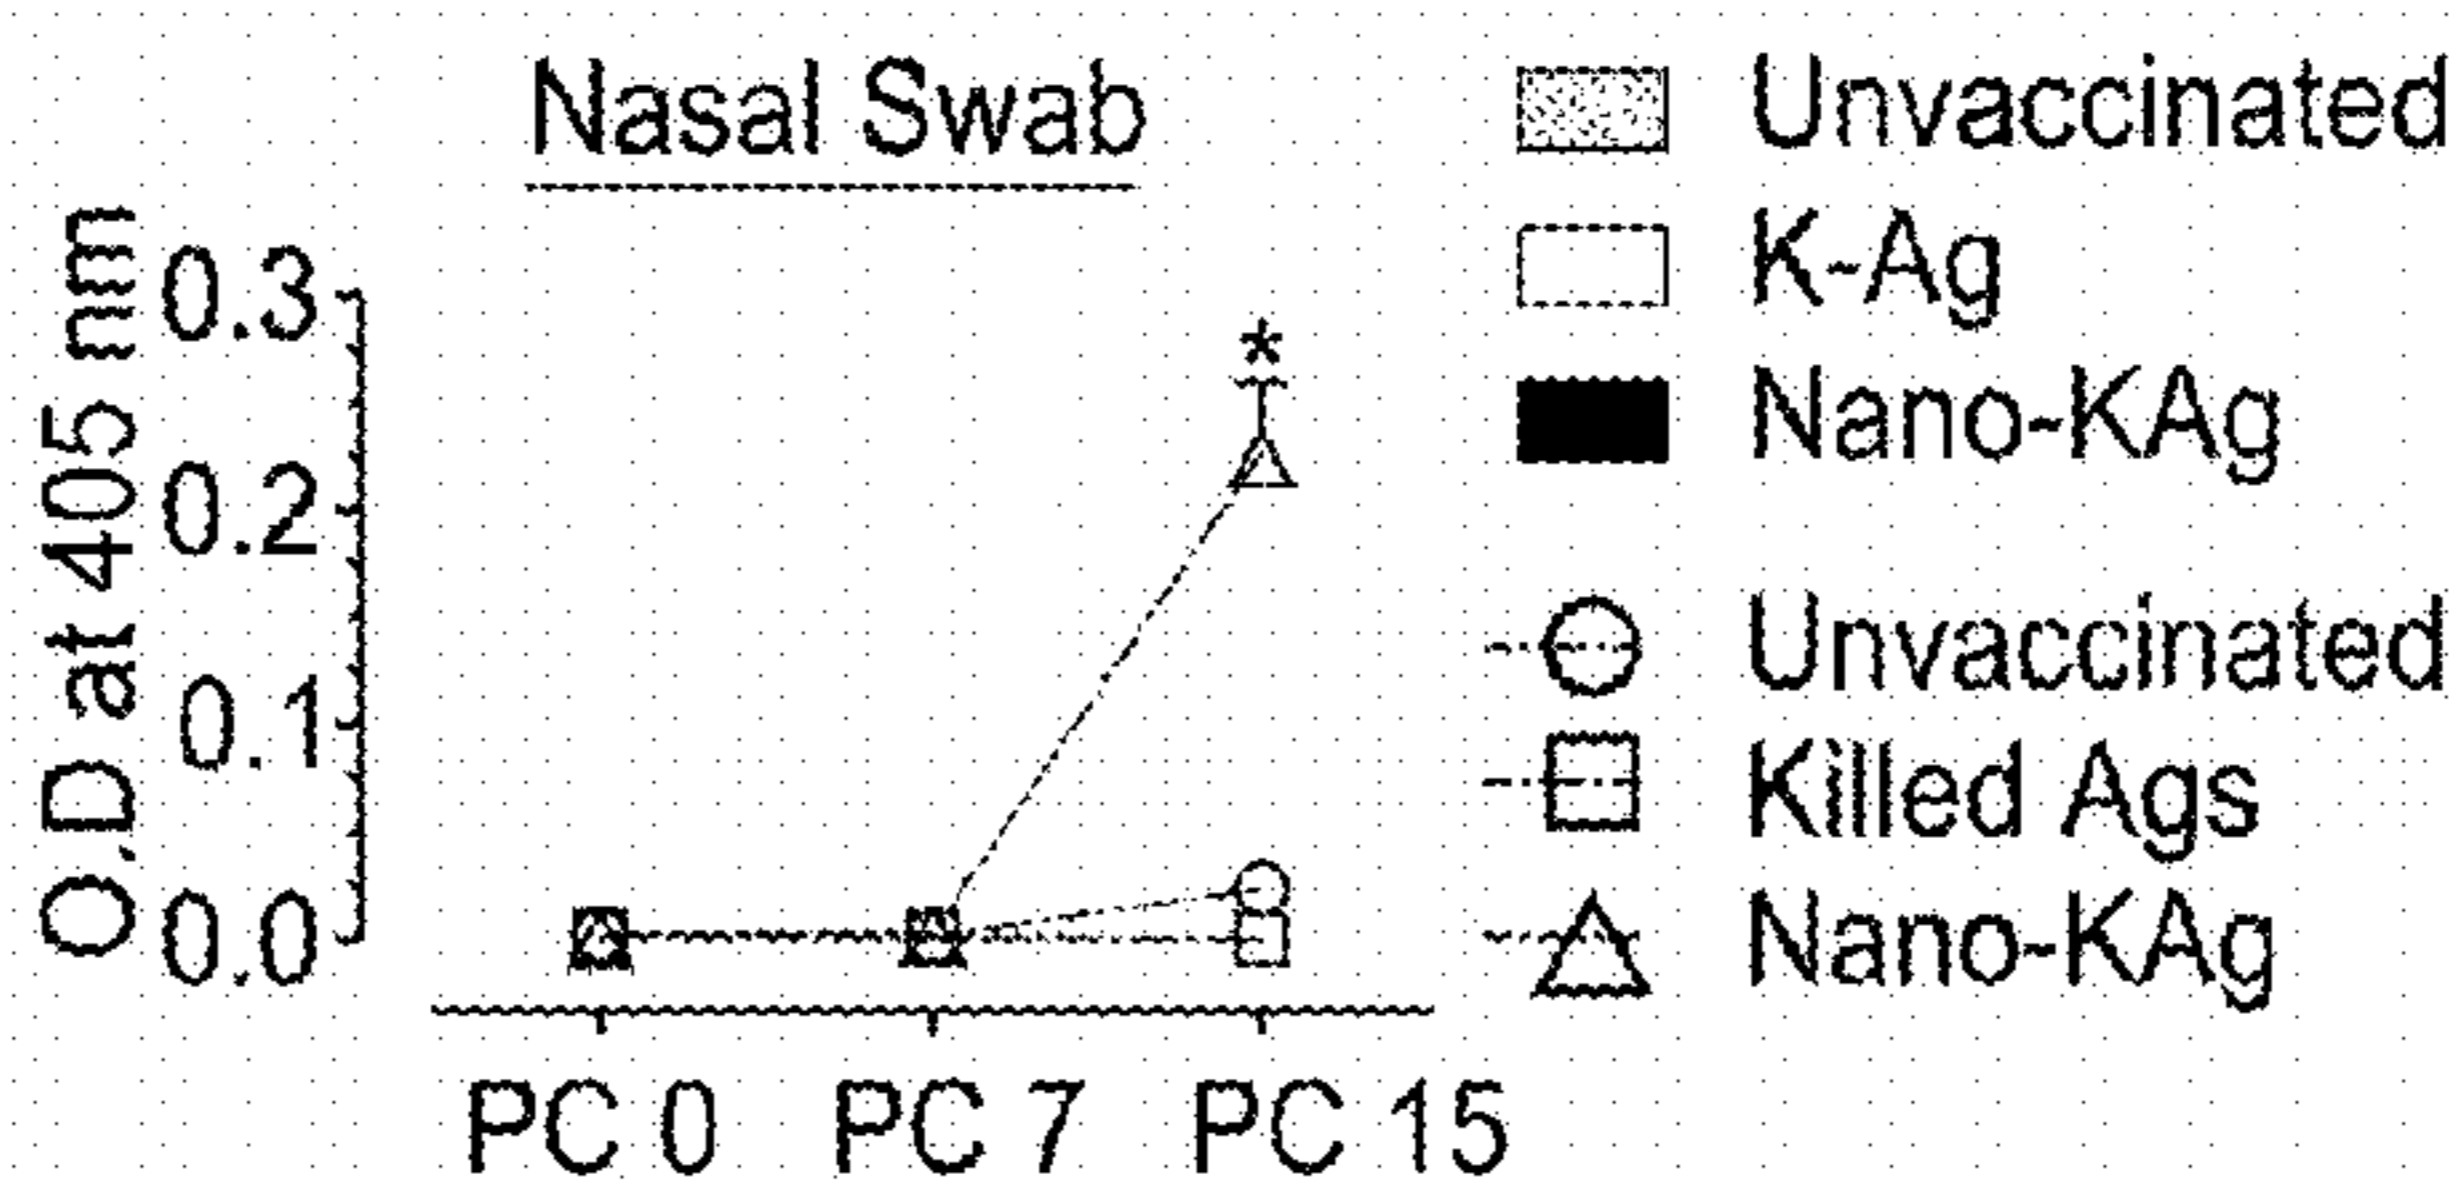 Nasal Swab
O.D at 405 nm
0.3
0.2
0.1
0.0
*
PC 0 PC 7 PC 15
Unvaccinated
K-Ag
Nano-KAg
Unvaccinated
Killed Ags
Nano-KAg